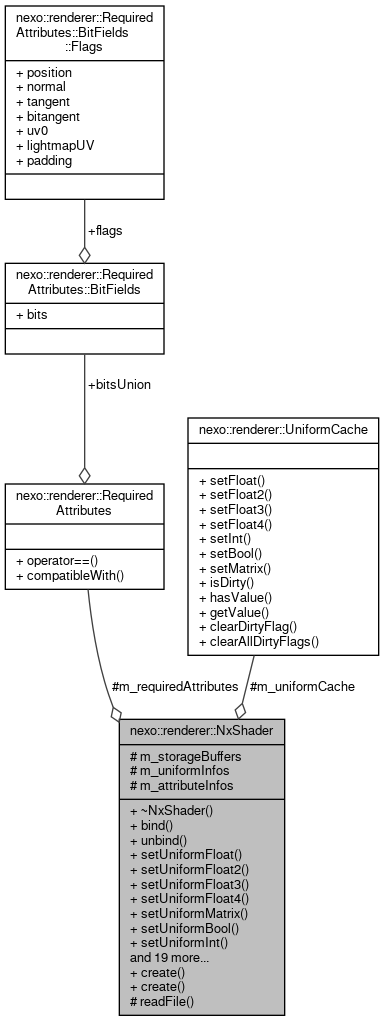 nexo::renderer::Required
Attributes::BitFields
::Flags
+ position
+ normal
+ tangent
+ bitangent
+ uv0
+ lightmapUV
+ padding
+flags
nexo::renderer::Required
Attributes::BitFields
+ bits
+bitsUnion
nexo::renderer::Required
Attributes
+ operator==()
+ compatibleWith()
nexo::renderer::UniformCache
+ setFloat()
+ setFloat2()
+ setFloat3()
+ setFloat4()
+ setInt()
+ setBool()
+ setMatrix()
+ isDirty()
+ hasValue()
+ getValue()
+ clearDirtyFlag()
+ clearAllDirtyFlags()
#m_requiredAttributes
#m_uniformCache
nexo::renderer::NxShader
# m_storageBuffers
# m_uniformInfos
# m_attributeInfos
+ ~NxShader()
+ bind()
+ unbind()
+ setUniformFloat()
+ setUniformFloat2()
+ setUniformFloat3()
+ setUniformFloat4()
+ setUniformMatrix()
+ setUniformBool()
+ setUniformInt()
and 19 more...
+ create()
+ create()
# readFile()